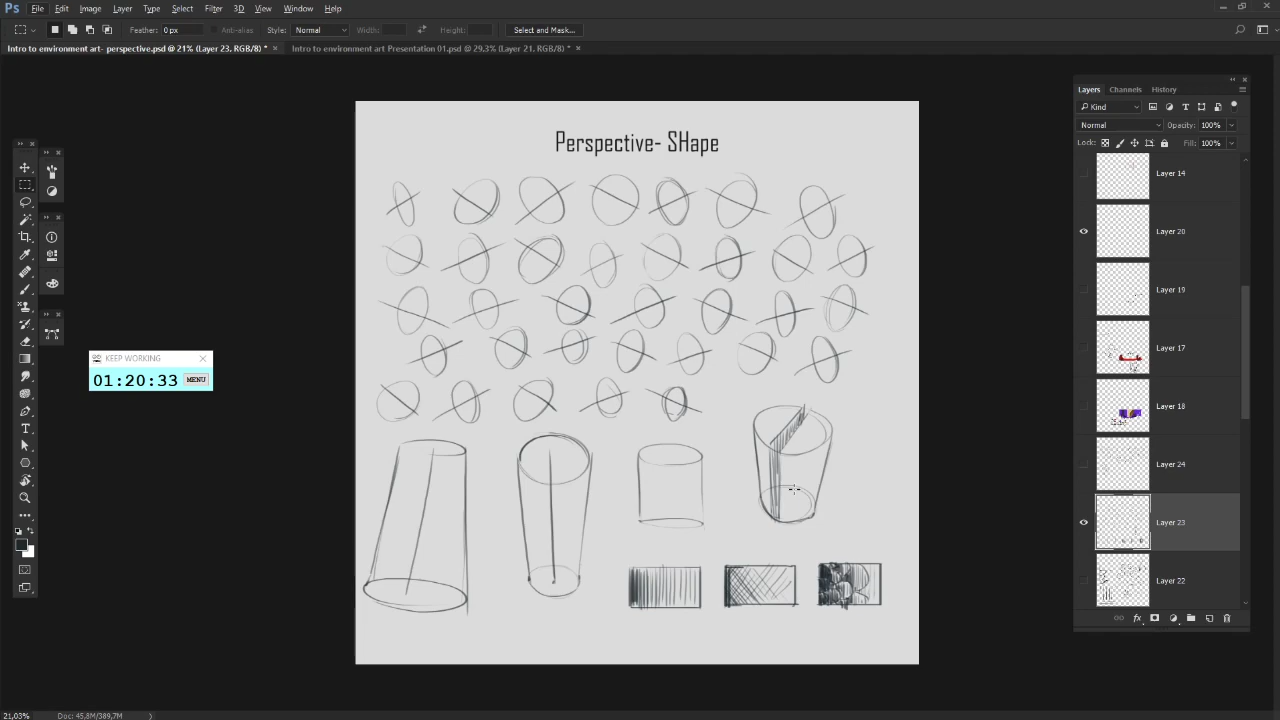 Ps File Edit Image Layer Type Select Filter 3D View Window Help
Feather: 0 px Anti-alias Style: Normal Width: Height: Select and Mask...
Intro to environment art- perspective.psd @ 21% (Layer 23, RGB/8) * × Intro to environment art Presentation 01.psd @ 29,3% (Layer 21, RGB/8) * ×
Perspective- SHape
KEEP WORKING
01:20:33 MENU
Layers Channels History
Kind
Normal Opacity: 100%
Lock: Fill: 100%
Layer 14
Layer 20
Layer 19
Layer 17
Layer 18
Layer 24
Layer 23
Layer 22
21,03% Doc: 45,8M/389,7M